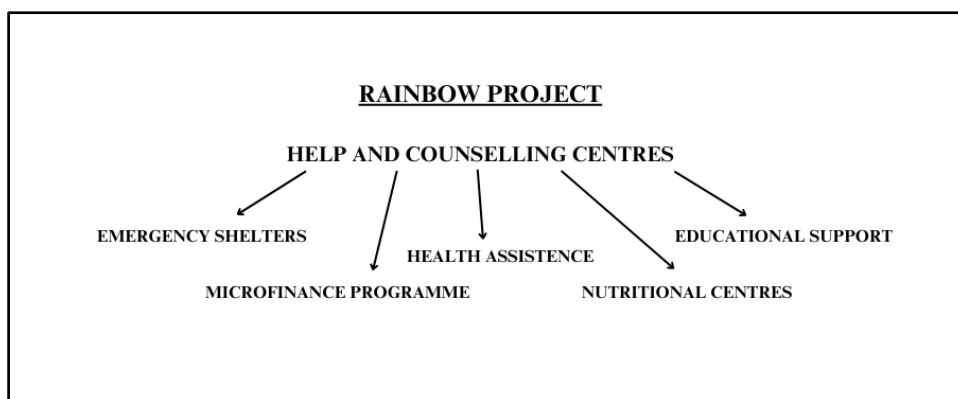 RAINBOW PROJECT
HELP AND COUNSELLING CENTRES
EMERGENCY SHELTERS
EDUCATIONAL SUPPORT
HEALTH ASSISTENCE
MICROFINANCE PROGRAMME
NUTRITIONAL CENTRES